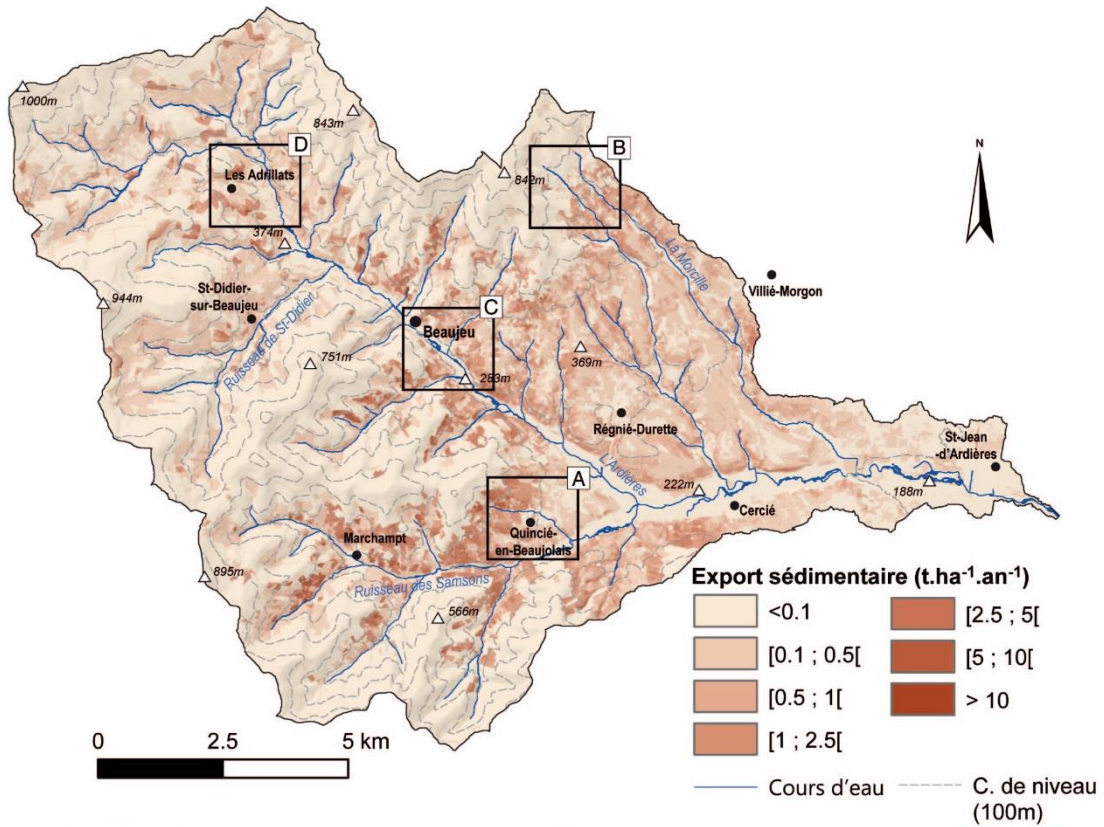 1000m
843m
D
Les Adrillats
374m
842m
B
N
La Morcille
Villié-Morgon
944m
St-Didier-
sur-Beaujeu
Ruisseau de St-Didier
751m
C
Beaujeu
283m
369m
Régnié-Durette
L'Ardières
St-Jean
-d'Ardières
188m
222m
Cercié
A
Quincié-
en-Beaujolais
Marchampt
Ruisseau des Samsons
895m
566m
Export sédimentaire (t.ha⁻¹.an⁻¹)
<0.1
[0.1 ; 0.5[
[0.5 ; 1[
[1 ; 2.5[
[2.5 ; 5[
[5 ; 10[
> 10
Cours d'eau
C. de niveau
(100m)
0 2.5 5 km